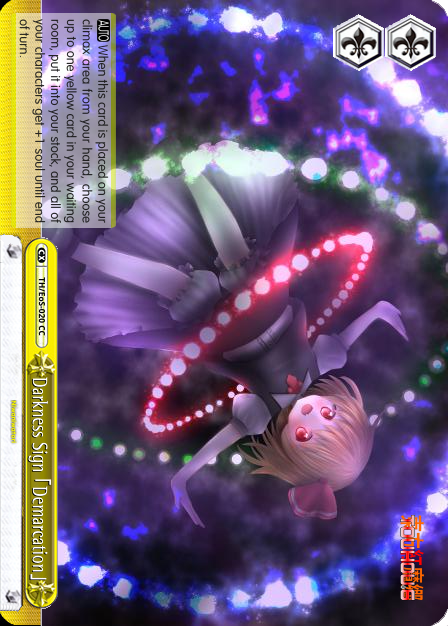 AUTO When this card is placed on your
climax area from your hand, choose
up to one yellow card in your waiting
room, put it into your stock, and all of
your characters get +1 soul until end
of turn.
CX
TH/EoS-020 CC
Darkness Sign 「Demarcation」